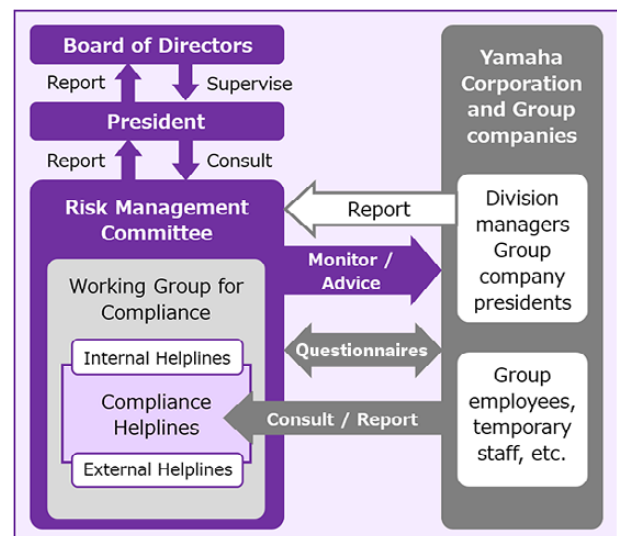 Board of Directors
Report
Supervise
President
Report
Consult
Risk Management
Committee
Working Group for
Compliance
Internal Helplines
Compliance
Helplines
External Helplines
Report
Monitor /
Advice
Questionnaires
Consult / Report
Yamaha
Corporation
and Group
companies
Division
managers
Group
company
presidents
Group
employees,
temporary
staff, etc.